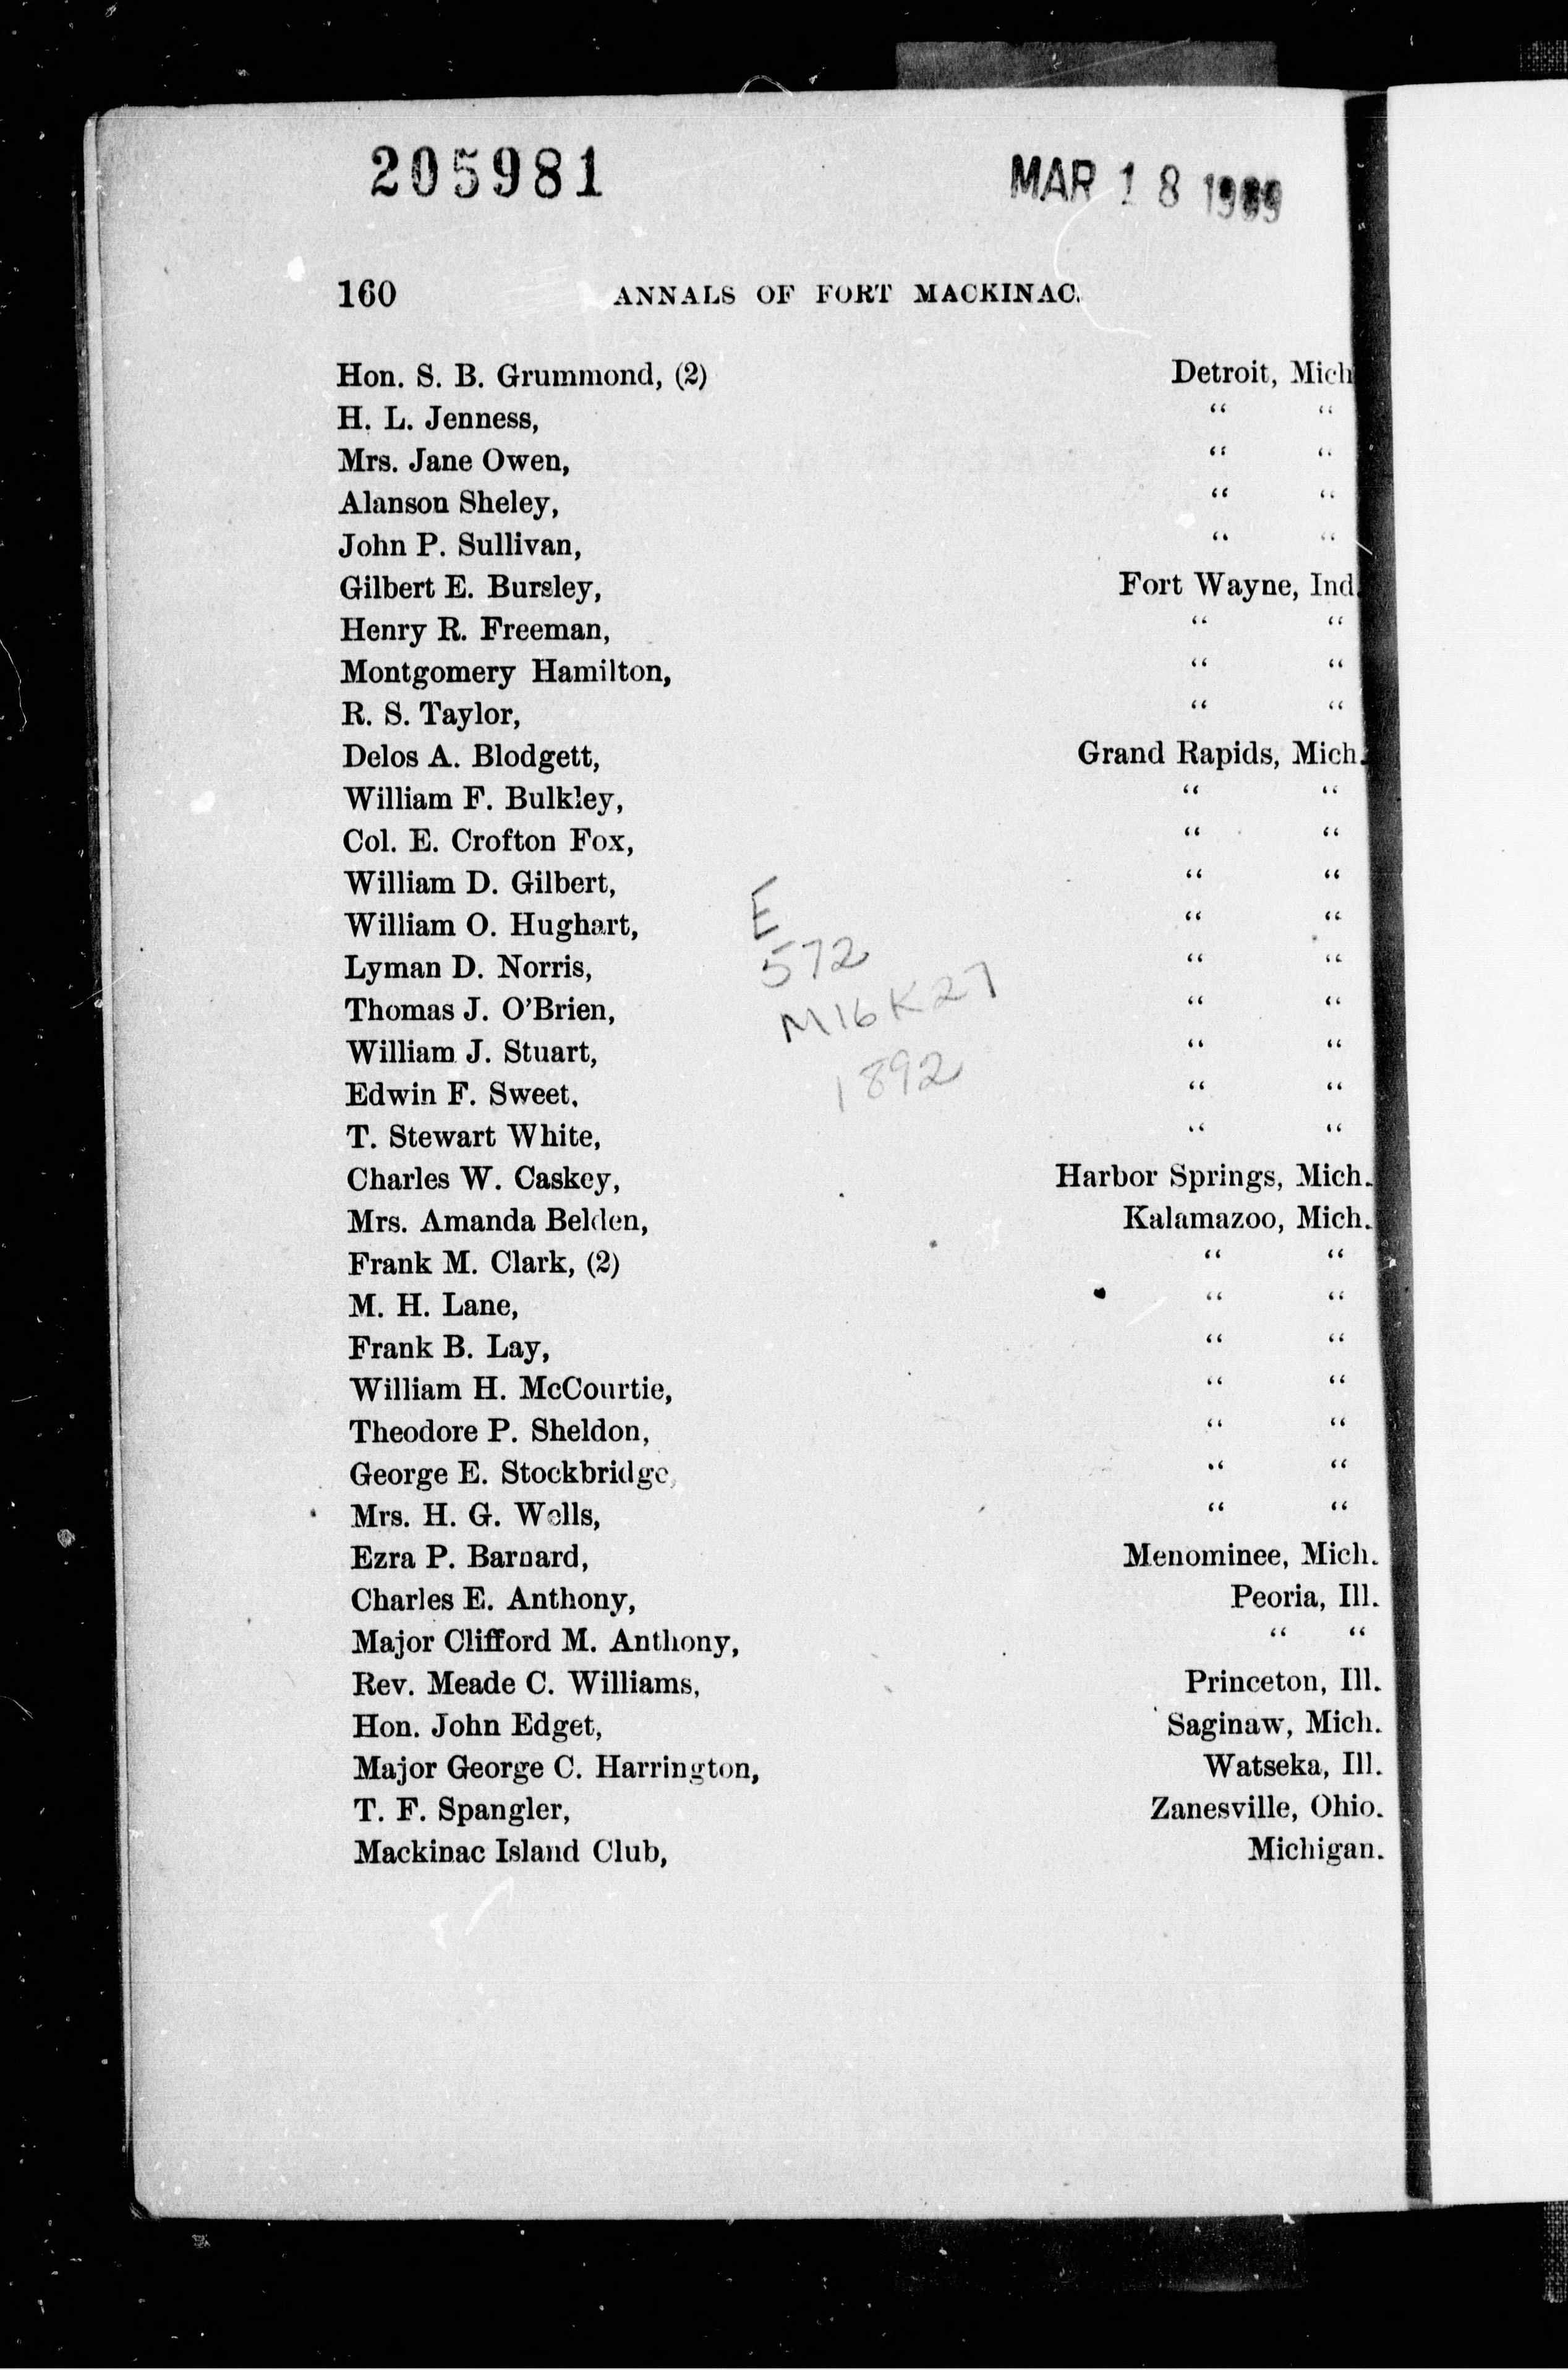 205981 MAR 18
160 ANNALS OF FORT MACKINAC.
Hon. S. B. Grummond, (2) Detroit, Mich
H. L. Jenness, “ “
Mrs. Jane Owen, “ “
Alanson Sheley, “ “
John P. Sullivan, “ “
Gilbert E. Bursley, Fort Wayne, Ind.
Henry R. Freeman, “ “
Montgomery Hamilton, “ “
R. S. Taylor, “ “
Delos A. Blodgett, Grand Rapids, Mich.
William F. Bulkley, “ “
Col. E. Crofton Fox, “ “
William D. Gilbert, “ “
William O. Hughart, “ “
Lyman D. Norris, “ “
Thomas J. O'Brien, “ “
William J. Stuart, “ “
Edwin F. Sweet, “ “
T. Stewart White, “ “
Charles W. Caskey, Harbor Springs, Mich.
Mrs. Amanda Belden, Kalamazoo, Mich.
Frank M. Clark, (2) “ “
M. H. Lane, “ “
Frank B. Lay, “ “
William H. McCourtie, “ “
Theodore P. Sheldon, “ “
George E. Stockbridge, “ “
Mrs. H. G. Wells, “ “
Ezra P. Barnard, Menominee, Mich.
Charles E. Anthony, Peoria, Ill.
Major Clifford M. Anthony, “ “
Rev. Meade C. Williams, Princeton, Ill.
Hon. John Edget, Saginaw, Mich.
Major George C. Harrington, Watseka, Ill.
T. F. Spangler, Zanesville, Ohio.
Mackinac Island Club, Michigan.
E
572
M16K27
1892